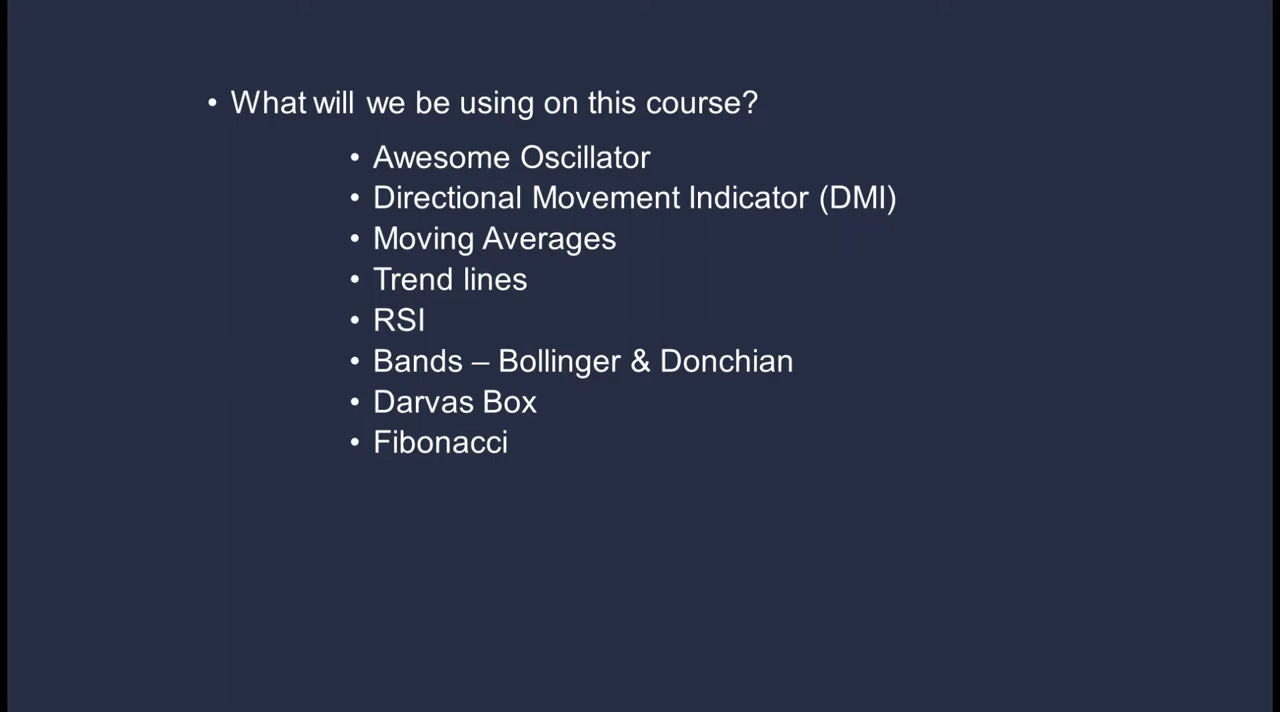 • What will we be using on this course?
• Awesome Oscillator
• Directional Movement Indicator (DMI)
• Moving Averages
• Trend lines
• RSI
• Bands – Bollinger & Donchian
• Darvas Box
• Fibonacci